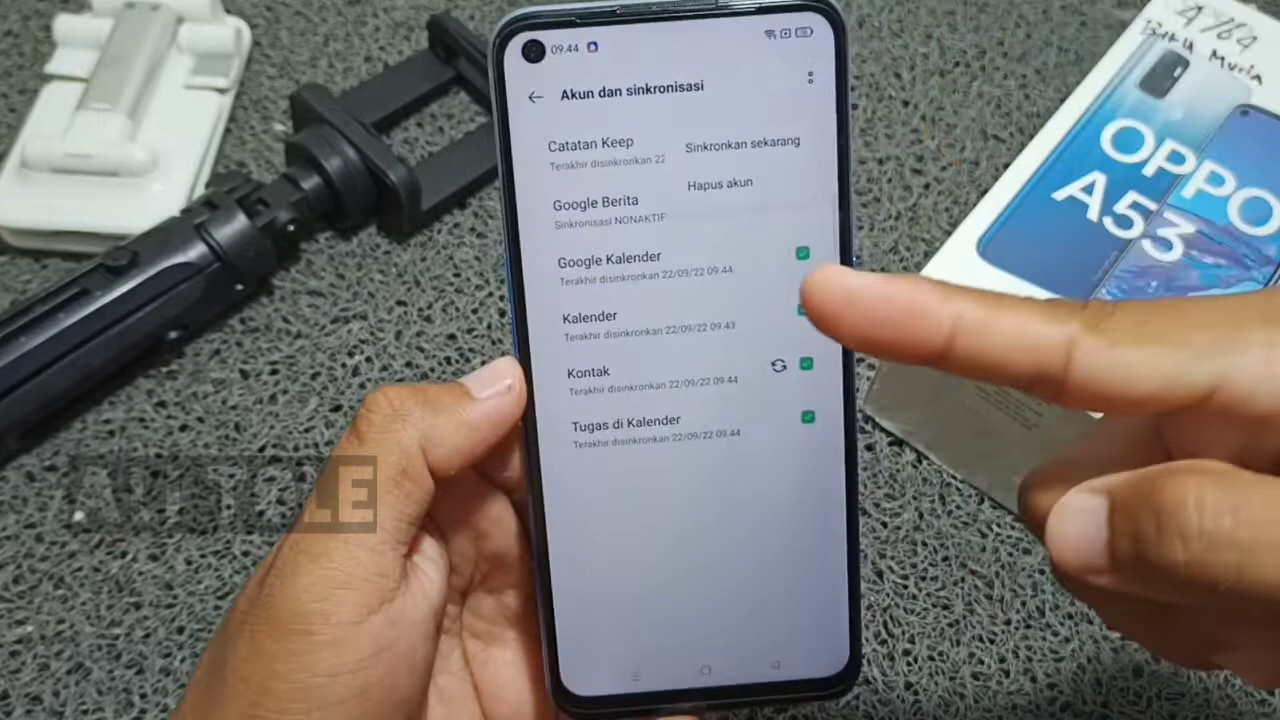 09.44
Akun dan sinkronisasi
Catatan Keep
Terakhir disinkronkan 22
Sinkronkan sekarang
Hapus akun
Google Berita
Sinkronisasi NONAKTIF
Google Kalender
Terakhir disinkronkan 22/09/22 09.44
Kalender
Terakhir disinkronkan 22/09/22 09.43
Kontak
Terakhir disinkronkan 22/09/22 09.44
Tugas di Kalender
Terakhir disinkronkan 22/09/22 09.44
OPPO
A53